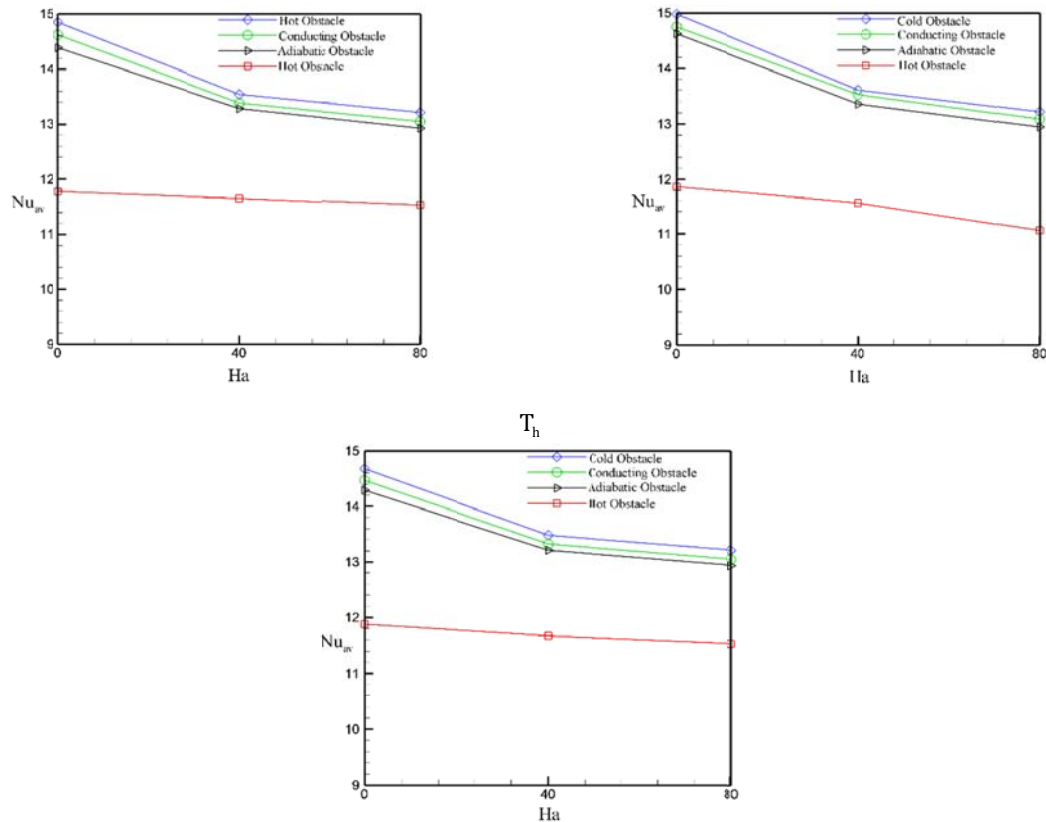 15
14
13
12
11
10
9
Nu_av
Hot Obstacle
Conducting Obstacle
Adiabatic Obstacle
Hot Obstacle
0
40
80
Ha
15
14
13
12
11
10
9
Nu_av
Cold Obstacle
Conducting Obstacle
Adiabatic Obstacle
Hot Obstacle
0
40
80
Ha
T_h
15
14
13
12
11
10
9
Nu_av
Cold Obstacle
Conducting Obstacle
Adiabatic Obstacle
Hot Obstacle
0
40
80
Ha